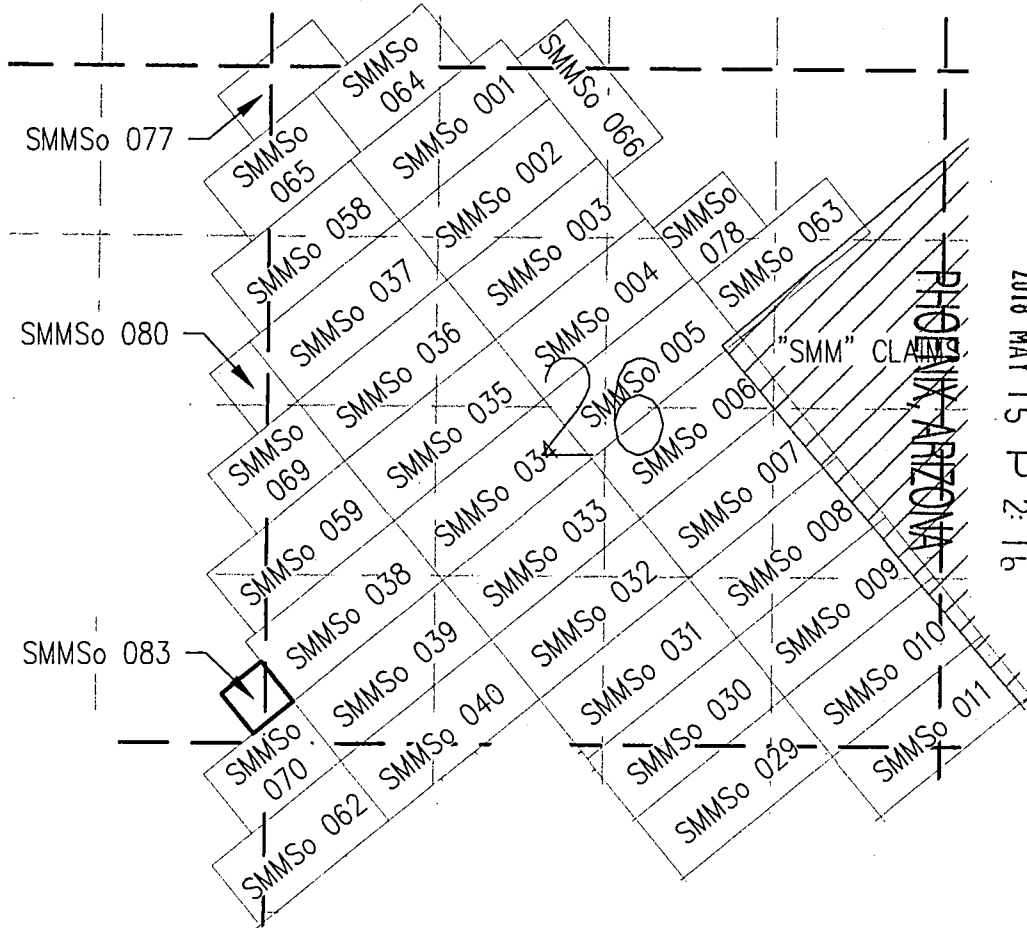 SMMSo 077
SMMSo
064
SMMSo
065
SMMSo 001
SMMSo 066
SMMSo 058
SMMSo 002
SMMSo 037
SMMSo 003
SMMSo
078
SMMSo 063
SMMSo 080
SMMSo 036
SMMSo 004
SMMSo
069
SMMSo 035
SMMSo 005
"SMM" CLAIMS
26
SMMSo 059
SMMSo 034
SMMSo 006
SMMSo 038
SMMSo 033
SMMSo 007
SMMSo 083
SMMSo 039
SMMSo 032
SMMSo 008
SMMSo
070
SMMSo 040
SMMSo 031
SMMSo 009
SMMSo 062
SMMSo 030
SMMSo 010
SMMSo 029
SMMSo 011
2018 MAY 15 P 2:16
PHOENIX, ARIZONA